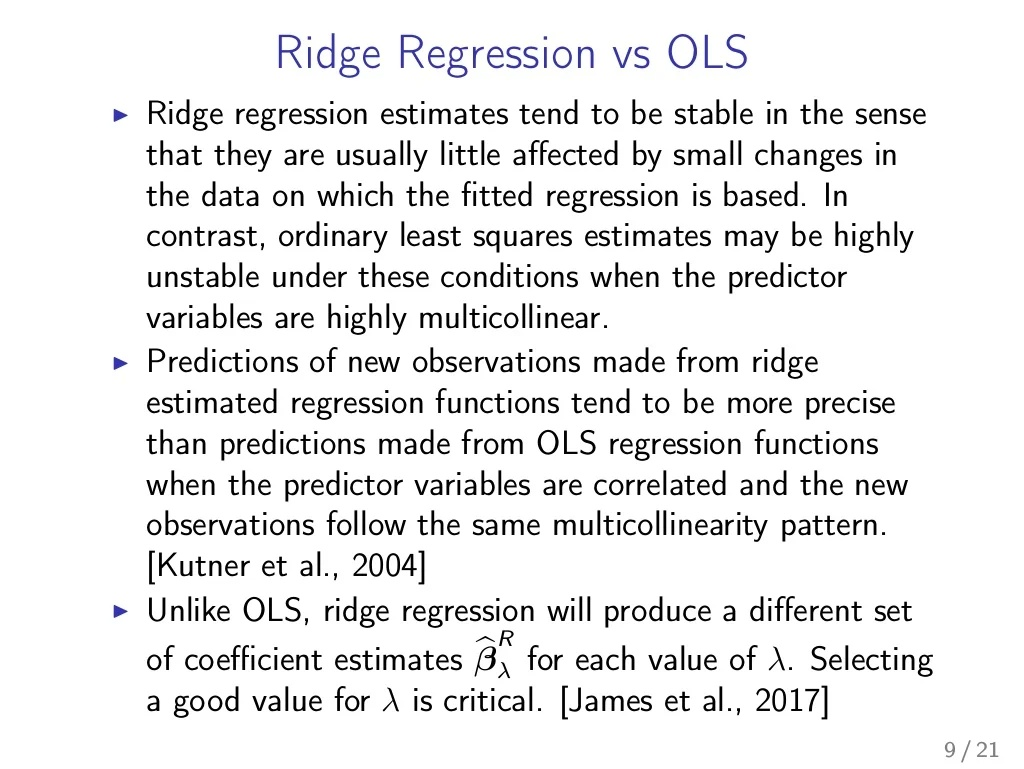 Ridge Regression vs OLS
▶ Ridge regression estimates tend to be stable in the sense
that they are usually little affected by small changes in
the data on which the fitted regression is based. In
contrast, ordinary least squares estimates may be highly
unstable under these conditions when the predictor
variables are highly multicollinear.
▶ Predictions of new observations made from ridge
estimated regression functions tend to be more precise
than predictions made from OLS regression functions
when the predictor variables are correlated and the new
observations follow the same multicollinearity pattern.
[Kutner et al., 2004]
▶ Unlike OLS, ridge regression will produce a different set
of coefficient estimates $\widehat{\boldsymbol{\beta}}_{\lambda}^{R}$ for each value of λ. Selecting
a good value for λ is critical. [James et al., 2017]
9 / 21